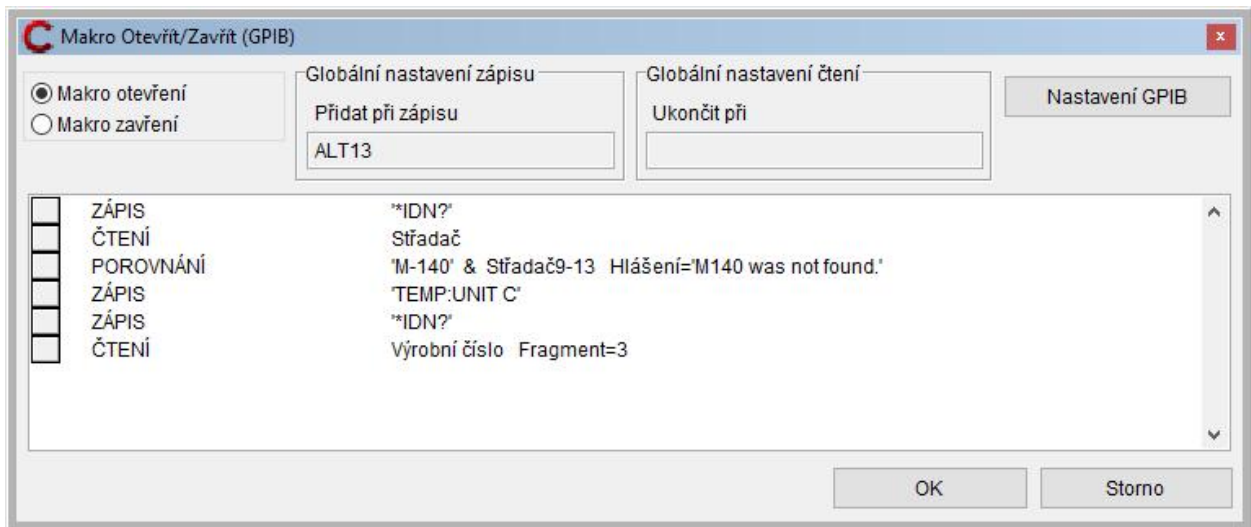 Makro Otevřít/Zavřít (GPIB)
Makro otevření
Makro zavření
Globální nastavení zápisu
Přidat při zápisu
ALT13
Globální nastavení čtení
Ukončit při
Nastavení GPIB
ZÁPIS '*IDN?'
ČTENÍ Střadač
POROVNÁNÍ 'M-140' & Střadač9-13 Hlášení='M140 was not found.'
ZÁPIS 'TEMP:UNIT C'
ZÁPIS '*IDN?'
ČTENÍ Výrobní číslo Fragment=3
OK
Storno